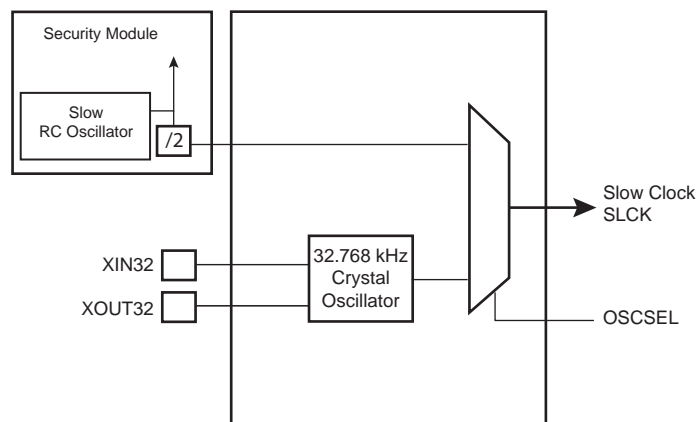 Security Module
Slow
RC Oscillator
/2
Slow Clock
SLCK
XIN32
32.768 kHz
Crystal
Oscillator
XOUT32
OSCSEL